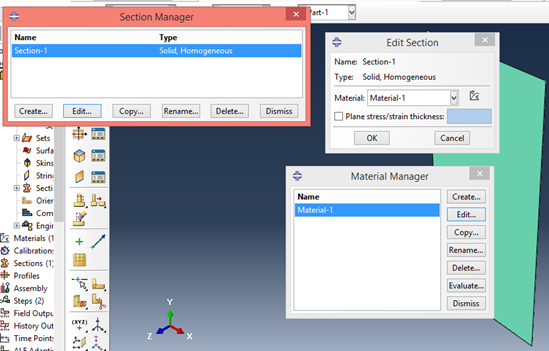 Part-1
Section Manager
Name Type
Section-1 Solid, Homogeneous
Create... Edit... Copy... Rename... Delete... Dismiss
Edit Section
Name: Section-1
Type: Solid, Homogeneous
Material: Material-1
Plane stress/strain thickness:
OK Cancel
Material Manager
Name
Material-1
Create...
Edit...
Copy...
Rename...
Delete...
Evaluate...
Dismiss
Sets
Surfa
Skins
String
Sectio
Orien
Com
Engin
Materials (1
Calibrations
Sections (1)
Profiles
Assembly
Steps (2)
Field Output
History Out
Time Points
ALE Adaptiv
(XYZ)
Y
Z X